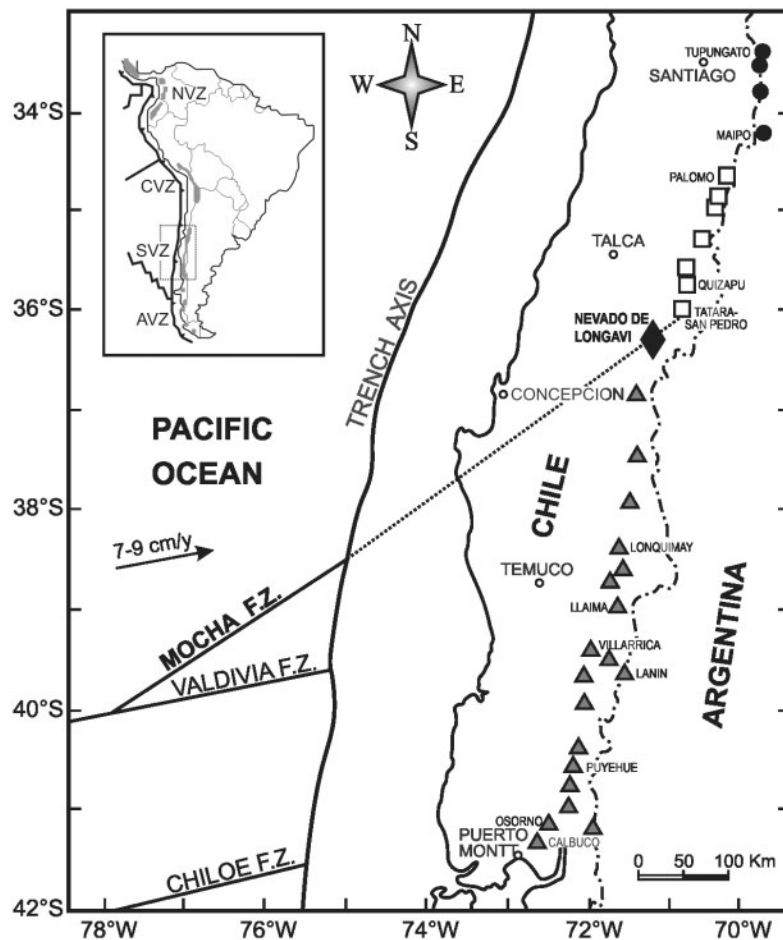 34°S
36°S
38°S
40°S
42°S
78°W
76°W
74°W
72°W
70°W
NVZ
CVZ
SVZ
AVZ
N
W
E
S
TUPUNGATO
SANTIAGO
MAIPO
PALOMO
TALCA
QUIZAPU
TATARA-
SAN PEDRO
NEVADO DE
LONGAVI
CONCEPCION
TRENCH AXIS
PACIFIC
OCEAN
CHILE
ARGENTINA
7-9 cm/y
LONQUIMAY
TEMUCO
LLAIMA
MOCHA F.Z.
VALDIVIA F.Z.
VILLARRICA
LANIN
PUYEHUE
OSORNO
PUERTO
MONTT
CALBUCO
CHILOE F.Z.
0 50 100 Km